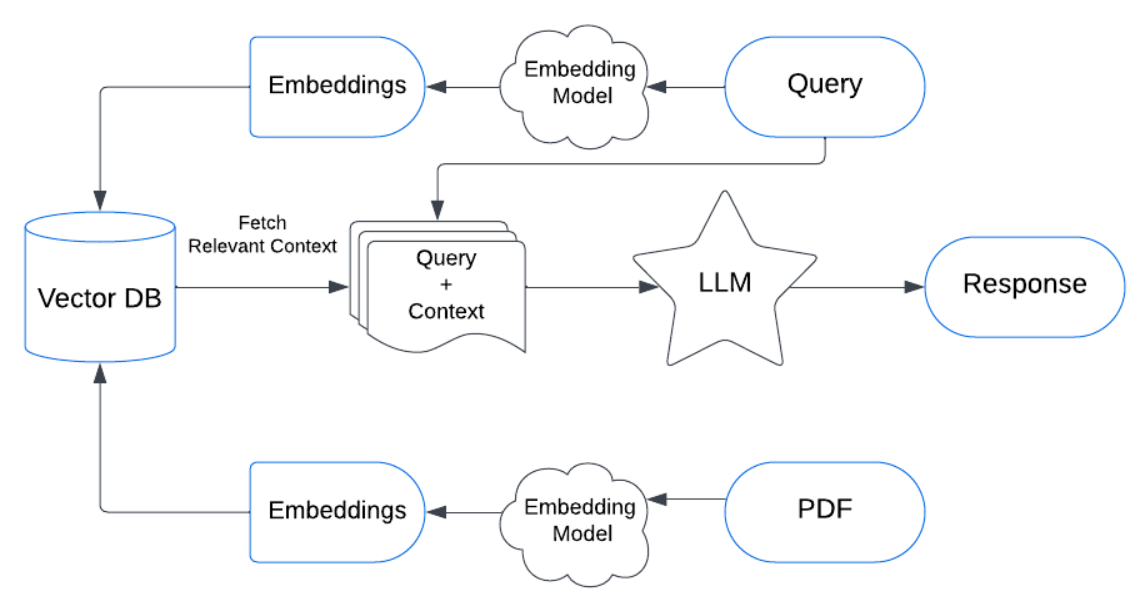 Embeddings
Embedding
Model
Query
Fetch
Relevant Context
Vector DB
Query
+
Context
LLM
Response
Embeddings
Embedding
Model
PDF